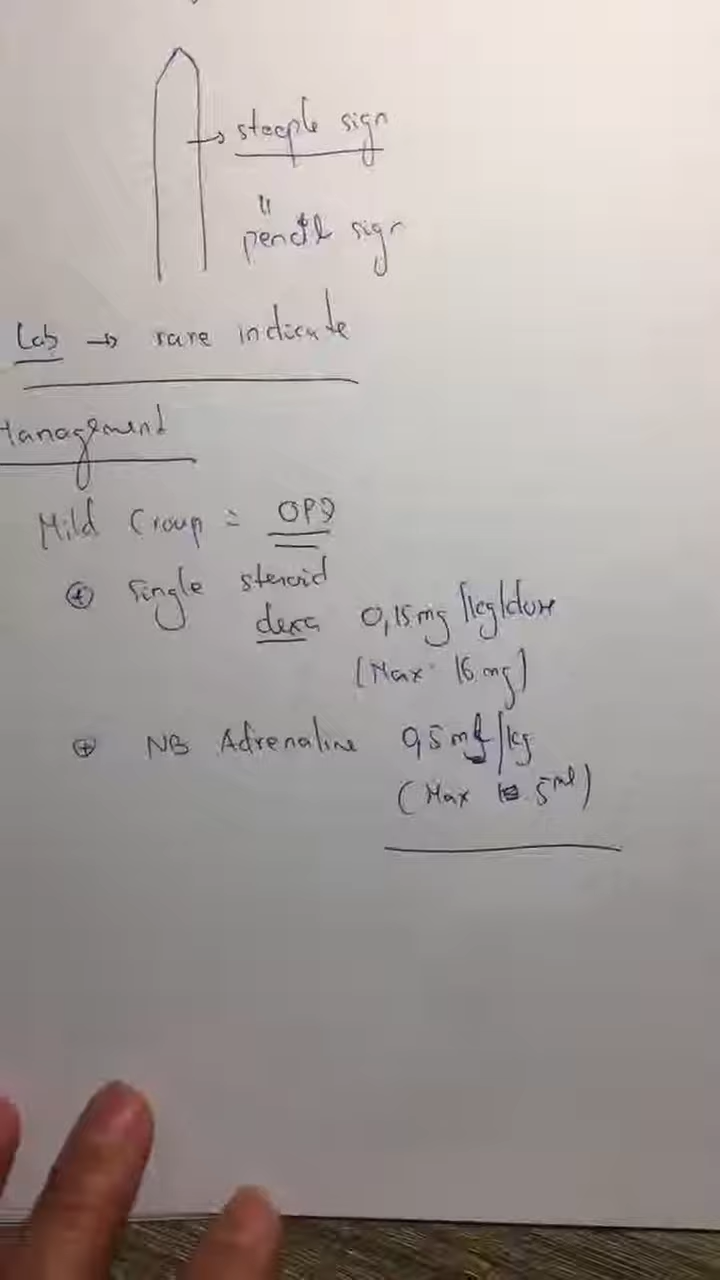 → steeple sign
"
pencil sign
Lab → rare indicate
Management
Mild Croup = OPD
⊕ Single steroid
dexa 0,15mg/kg/dose
(Max 16 mg)
⊕ NB Adrenaline 0,5ml/kg
(Max 5ml)